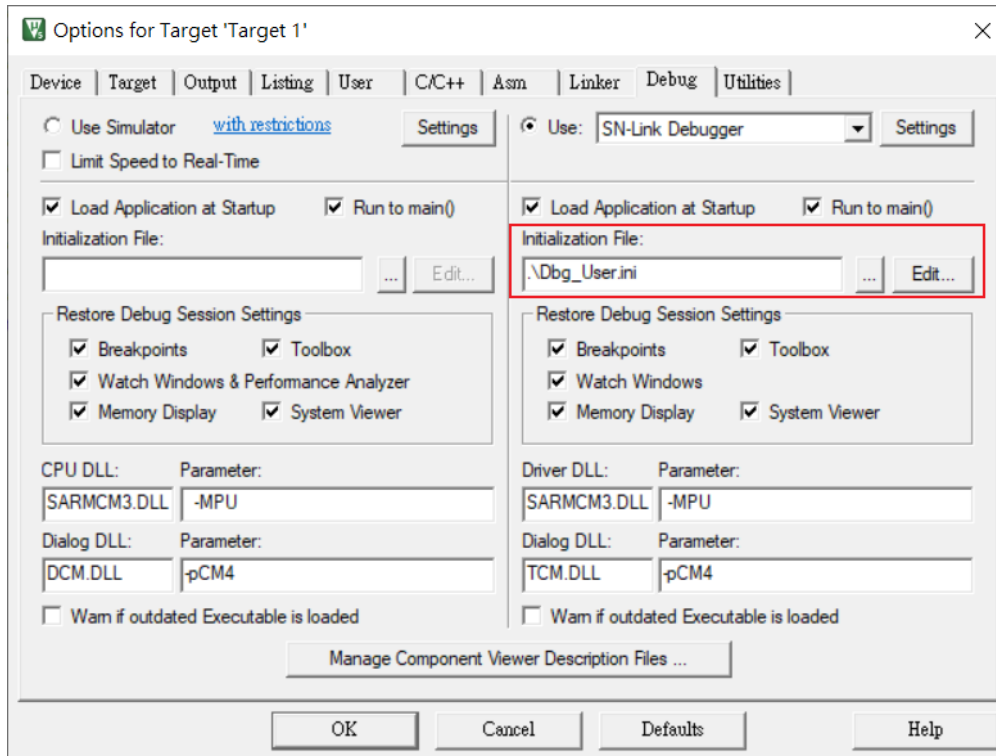 Options for Target 'Target 1'
Device Target Output Listing User C/C++ Asm Linker Debug Utilities
Use Simulator with restrictions Settings
Limit Speed to Real-Time
Load Application at Startup Run to main()
Initialization File:
... Edit...
Restore Debug Session Settings
Breakpoints Toolbox
Watch Windows & Performance Analyzer
Memory Display System Viewer
CPU DLL: Parameter:
SARMCM3.DLL -MPU
Dialog DLL: Parameter:
DCM.DLL -pCM4
Warn if outdated Executable is loaded
Use: SN-Link Debugger Settings
Load Application at Startup Run to main()
Initialization File:
.\Dbg_User.ini ... Edit...
Restore Debug Session Settings
Breakpoints Toolbox
Watch Windows
Memory Display System Viewer
Driver DLL: Parameter:
SARMCM3.DLL -MPU
Dialog DLL: Parameter:
TCM.DLL -pCM4
Warn if outdated Executable is loaded
Manage Component Viewer Description Files ...
OK Cancel Defaults Help